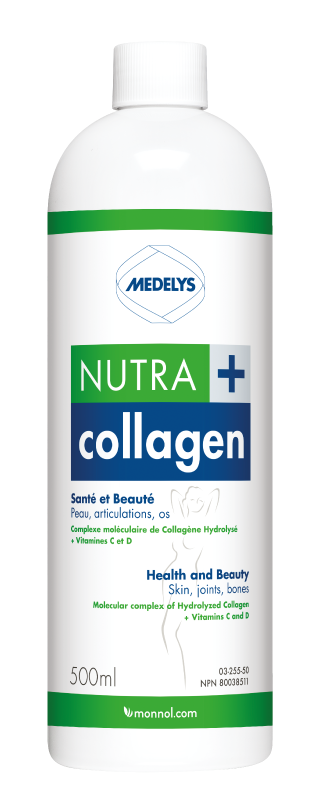 MEDELYS
NUTRA +
collagen
Santé et Beauté
Peau, articulations, os
Complexe moléculaire de Collagène Hydrolysé
+ Vitamines C et D
Health and Beauty
Skin, joints, bones
Molecular complex of Hydrolyzed Collagen
+ Vitamins C and D
500ml
03-255-50
NPN 80038511
monnol.com